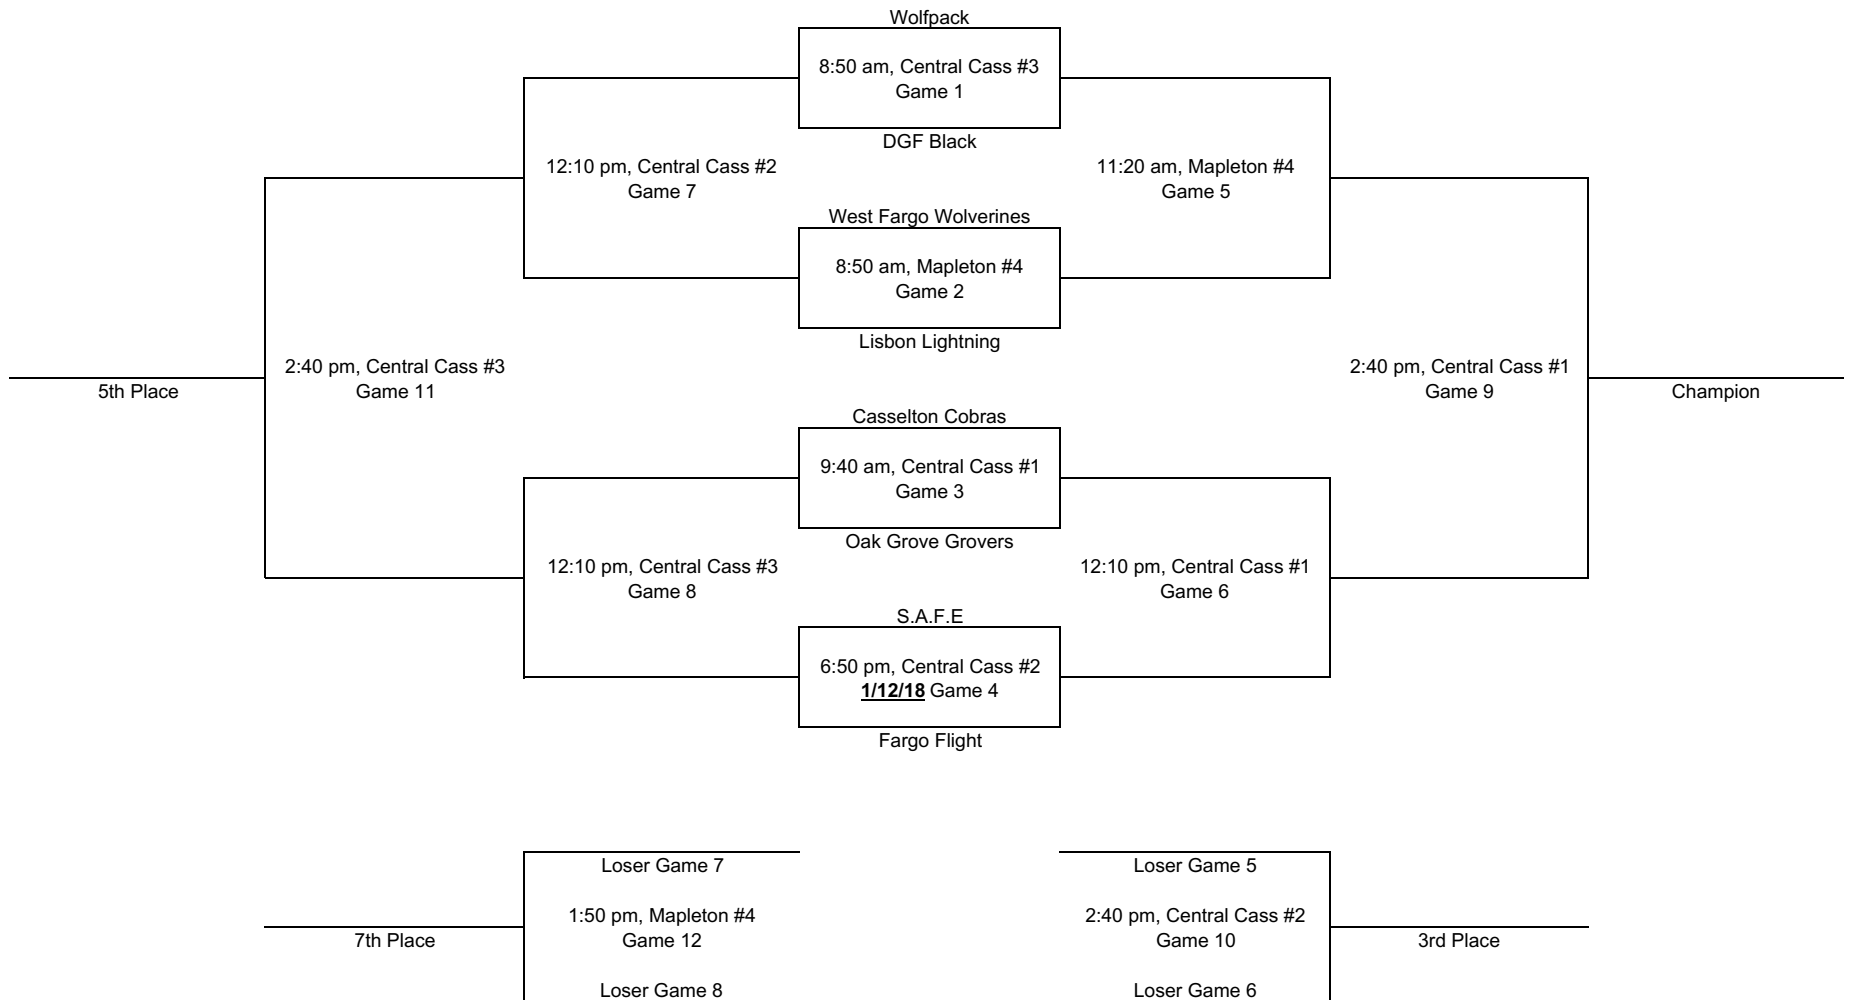 Wolfpack
8:50 am, Central Cass #3
Game 1
DGF Black
12:10 pm, Central Cass #2
Game 7
11:20 am, Mapleton #4
Game 5
West Fargo Wolverines
8:50 am, Mapleton #4
Game 2
Lisbon Lightning
2:40 pm, Central Cass #3
Game 11
5th Place
2:40 pm, Central Cass #1
Game 9
Champion
Casselton Cobras
9:40 am, Central Cass #1
Game 3
Oak Grove Grovers
12:10 pm, Central Cass #3
Game 8
12:10 pm, Central Cass #1
Game 6
S.A.F.E
6:50 pm, Central Cass #2
1/12/18 Game 4
Fargo Flight
Loser Game 7
1:50 pm, Mapleton #4
Game 12
7th Place
Loser Game 8
Loser Game 5
2:40 pm, Central Cass #2
Game 10
3rd Place
Loser Game 6